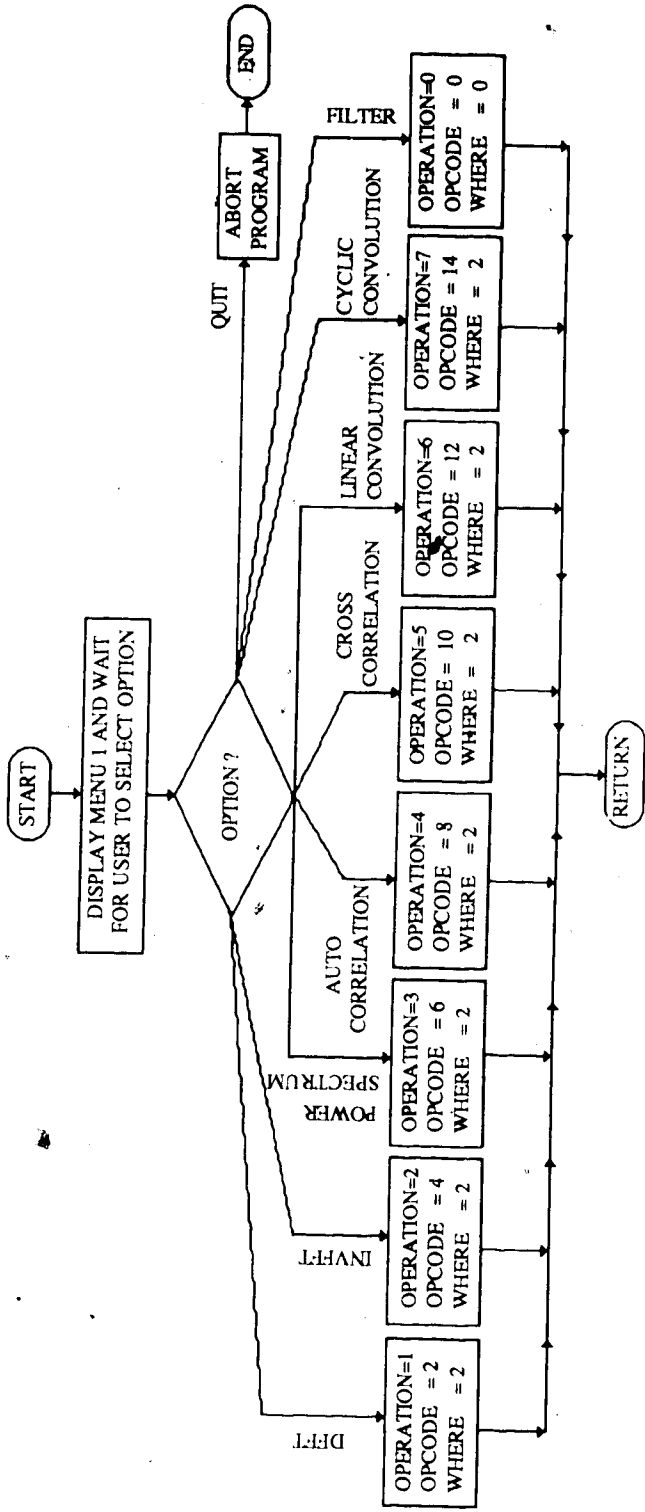 START
DISPLAY MENU 1 AND WAIT
FOR USER TO SELECT OPTION
OPTION ?
QUIT
ABORT
PROGRAM
END
DFFT
INVFFT
POWER
SPECTRUM
AUTO
CORRELATION
CROSS
CORRELATION
LINEAR
CONVOLUTION
CYCLIC
CONVOLUTION
FILTER
OPERATION=1
OPCODE = 2
WHERE = 2
OPERATION=2
OPCODE = 4
WHERE = 2
OPERATION=3
OPCODE = 6
WHERE = 2
OPERATION=4
OPCODE = 8
WHERE = 2
OPERATION=5
OPCODE = 10
WHERE = 2
OPERATION=6
OPCODE = 12
WHERE = 2
OPERATION=7
OPCODE = 14
WHERE = 2
OPERATION=0
OPCODE = 0
WHERE = 0
RETURN